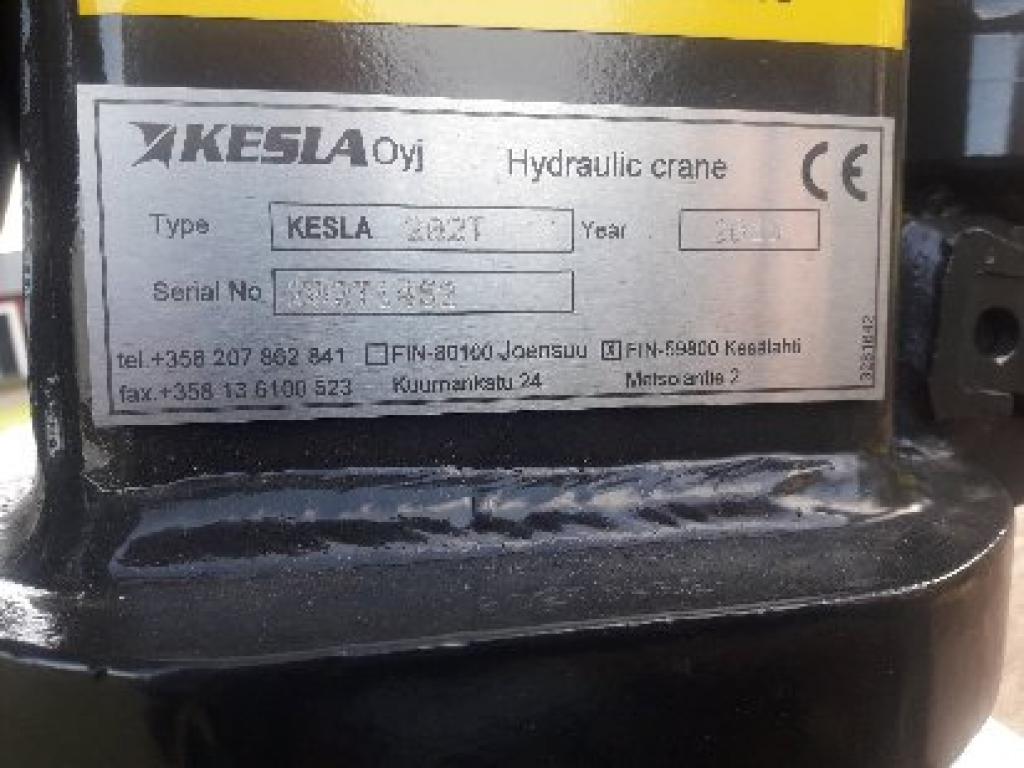 KESLA Oyj Hydraulic crane CE
Type KESLA 202T Year
Serial No
tel.+358 207 862 841 FIN-80100 Joensuu ☒ FIN-59800 Kesälahti
fax.+358 13 6100 523 Kuurnankatu 24 Metsolantie 2